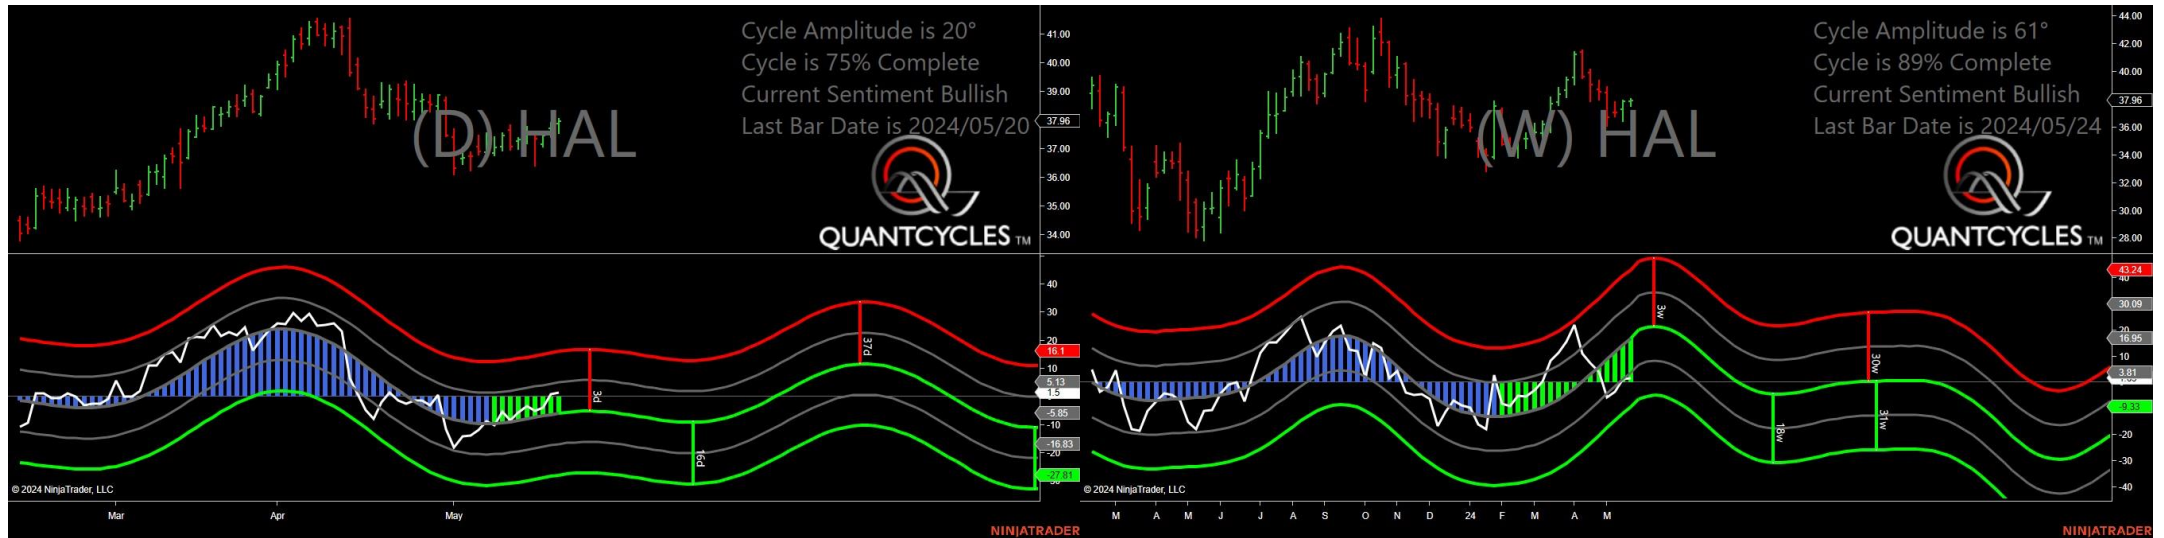 Cycle Amplitude is 20°
Cycle is 75% Complete
Current Sentiment Bullish
Last Bar Date is 2024/05/20
(D) HAL
QUANTCYCLES TM
41.00
40.00
39.00
37.96
37.00
36.00
35.00
34.00
40
30
20
16.1
10
5.13
1.5
-5.85
-10
-16.83
-20
-27.81
3d
16d
37d
© 2024 NinjaTrader, LLC
Mar Apr May
NINJATRADER
Cycle Amplitude is 61°
Cycle is 89% Complete
Current Sentiment Bullish
Last Bar Date is 2024/05/24
(W) HAL
QUANTCYCLES TM
44.00
42.00
40.00
37.96
36.00
34.00
32.00
30.00
28.00
43.24
40
30.09
20
16.95
10
3.81
-9.33
-20
-30
-40
3w
18w
30w
31w
© 2024 NinjaTrader, LLC
M A M J J A S O N D 24 F M A M
NINJATRADER